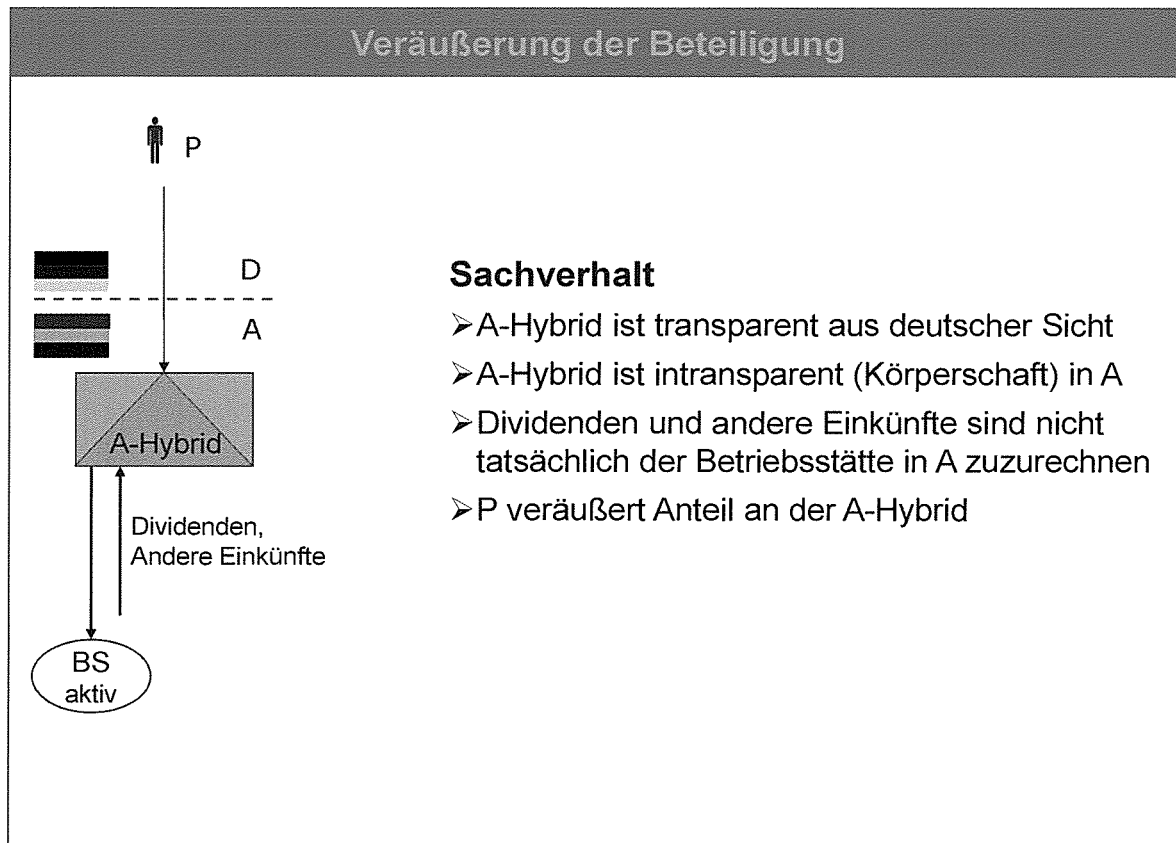 Veräußerung der Beteiligung
P
D
A
A-Hybrid
Dividenden,
Andere Einkünfte
BS
aktiv
Sachverhalt
➢A-Hybrid ist transparent aus deutscher Sicht
➢A-Hybrid ist intransparent (Körperschaft) in A
➢Dividenden und andere Einkünfte sind nicht
tatsächlich der Betriebsstätte in A zuzurechnen
➢P veräußert Anteil an der A-Hybrid